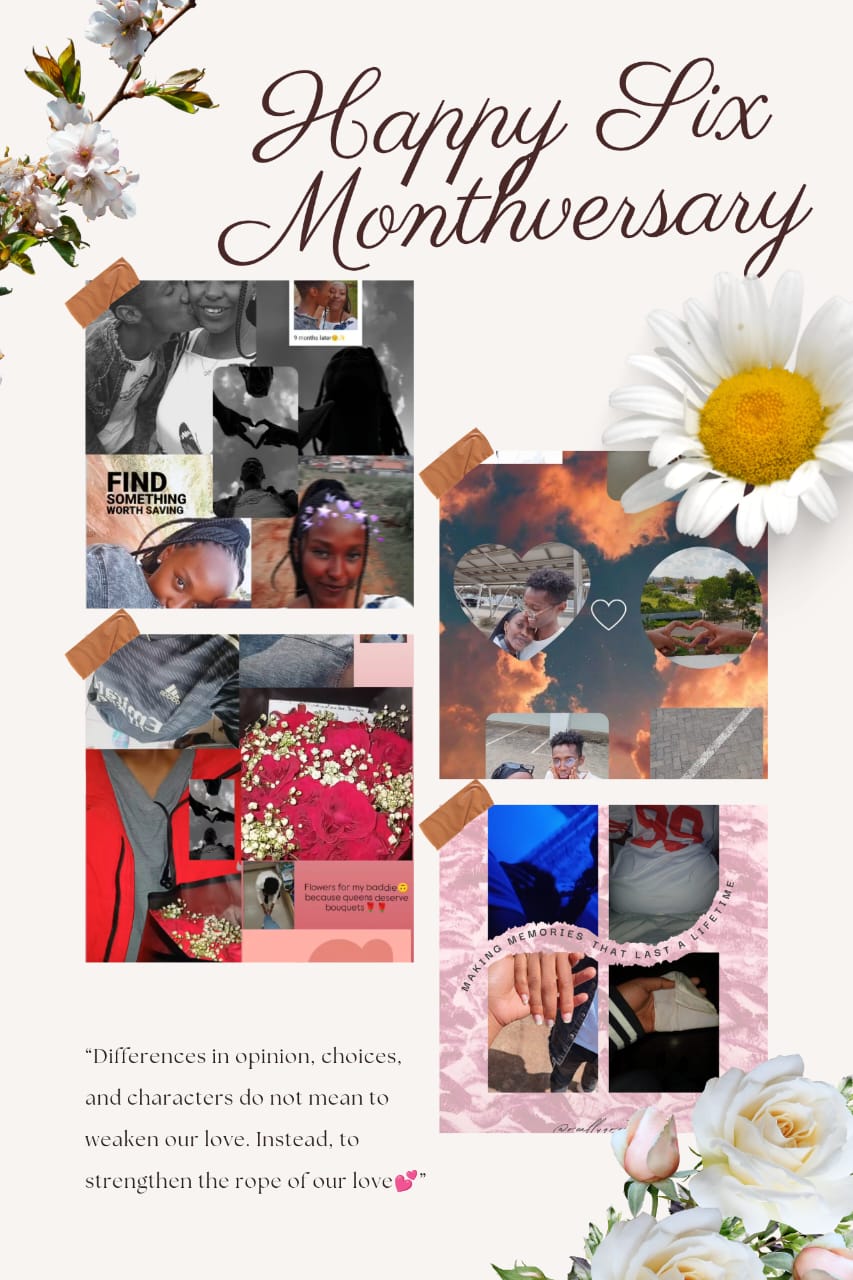 Happy Six
Monthversary
9 months later🥺✨
FIND
SOMETHING
WORTH SAVING
adidas
Flowers for my baddie🙃
because queens deserve
bouquets🌹🌹
MAKING MEMORIES THAT LAST A LIFETIME
99
“Differences in opinion, choices,
and characters do not mean to
weaken our love. Instead, to
strengthen the rope of our love💕”